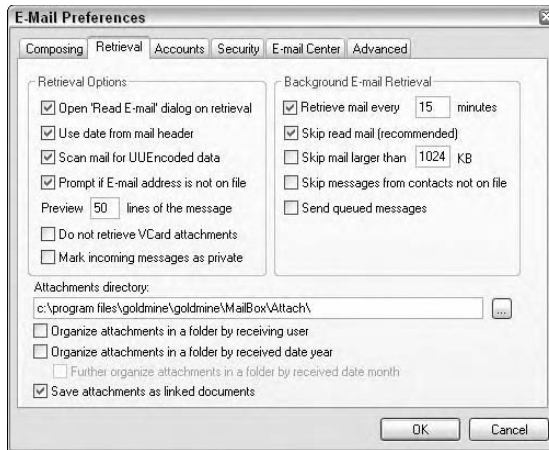 E-Mail Preferences
Composing Retrieval Accounts Security E-mail Center Advanced
Retrieval Options
Open 'Read E-mail' dialog on retrieval
Use date from mail header
Scan mail for UUEncoded data
Prompt if E-mail address is not on file
Preview 50 lines of the message
Do not retrieve VCard attachments
Mark incoming messages as private
Background E-mail Retrieval
Retrieve mail every 15 minutes
Skip read mail (recommended)
Skip mail larger than 1024 KB
Skip messages from contacts not on file
Send queued messages
Attachments directory:
c:\program files\goldmine\goldmine\MailBox\Attach\
...
Organize attachments in a folder by receiving user
Organize attachments in a folder by received date year
Further organize attachments in a folder by received date month
Save attachments as linked documents
OK Cancel